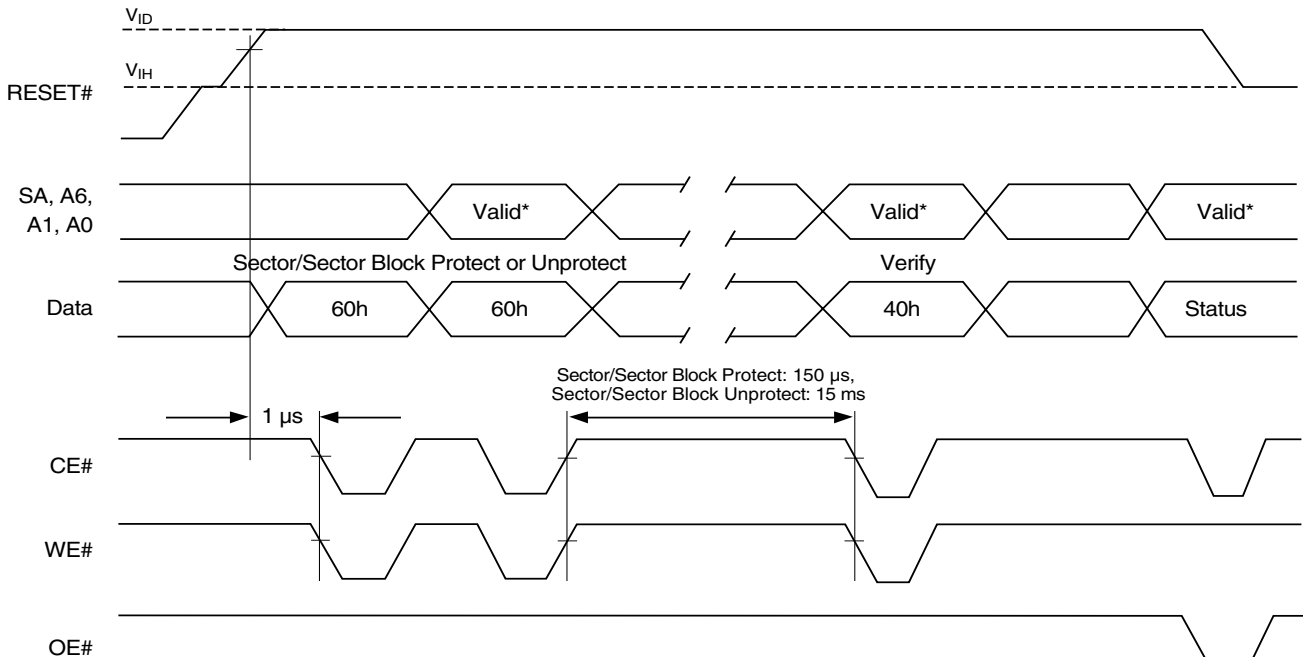 VID
VIH
RESET#
SA, A6,
A1, A0
Valid* Valid* Valid*
Sector/Sector Block Protect or Unprotect Verify
Data 60h 60h 40h Status
Sector/Sector Block Protect: 150 µs,
Sector/Sector Block Unprotect: 15 ms
1 µs
CE#
WE#
OE#